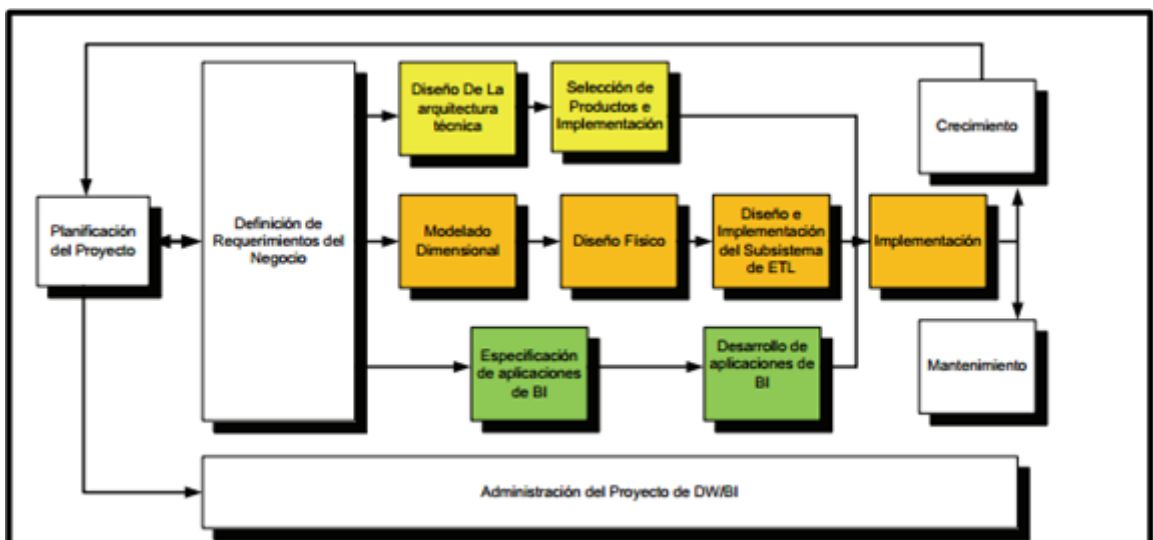 Diseño De La
arquitectura
técnica
Selección de
Productos e
Implementación
Crecimiento
Planificación
del Proyecto
Definición de
Requerimientos del
Negocio
Modelado
Dimensional
Diseño Físico
Diseño e
Implementación
del Subsistema
de ETL
Implementación
Especificación
de aplicaciones
de BI
Desarrollo de
aplicaciones de
BI
Mantenimiento
Administración del Proyecto de DW/BI